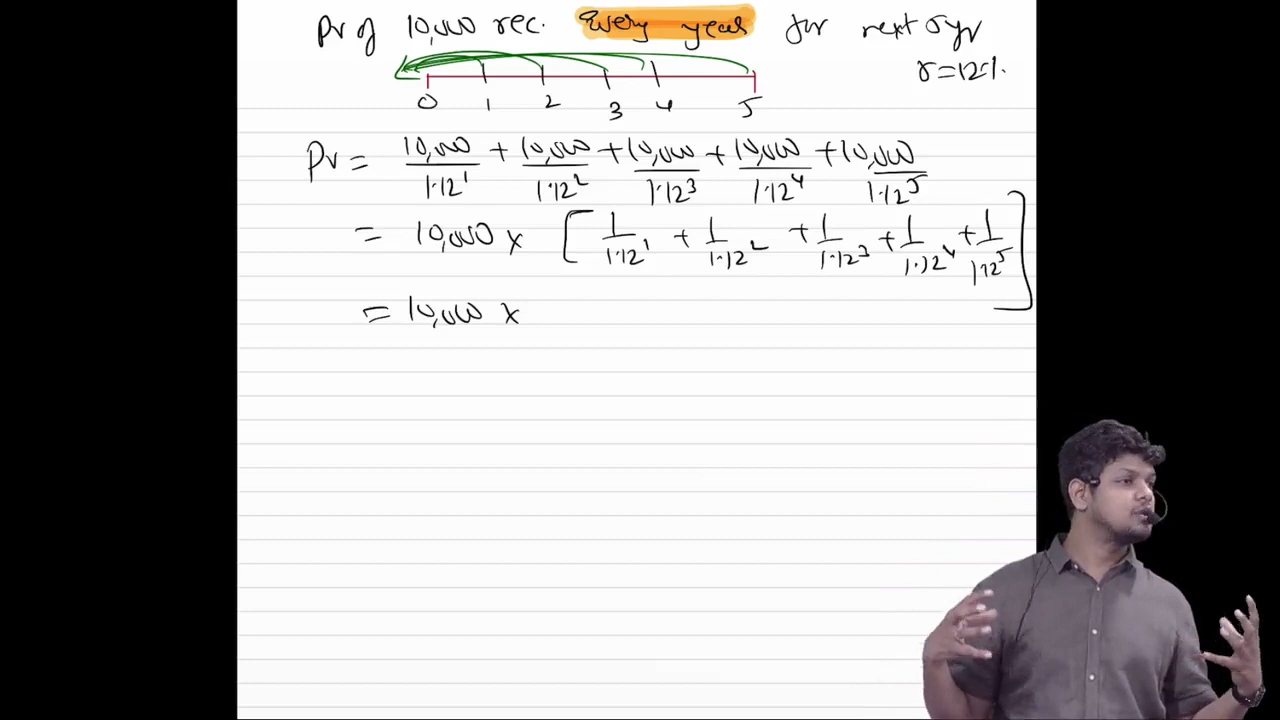 PV of 10,000 rec. Every year for next 5 yr
r=12%.
0 1 2 3 4 5
PV = 10,000/1.12^1 + 10,000/1.12^2 + 10,000/1.12^3 + 10,000/1.12^4 + 10,000/1.12^5
= 10,000 x [ 1/1.12^1 + 1/1.12^2 + 1/1.12^3 + 1/1.12^4 + 1/1.12^5 ]
= 10,000 x